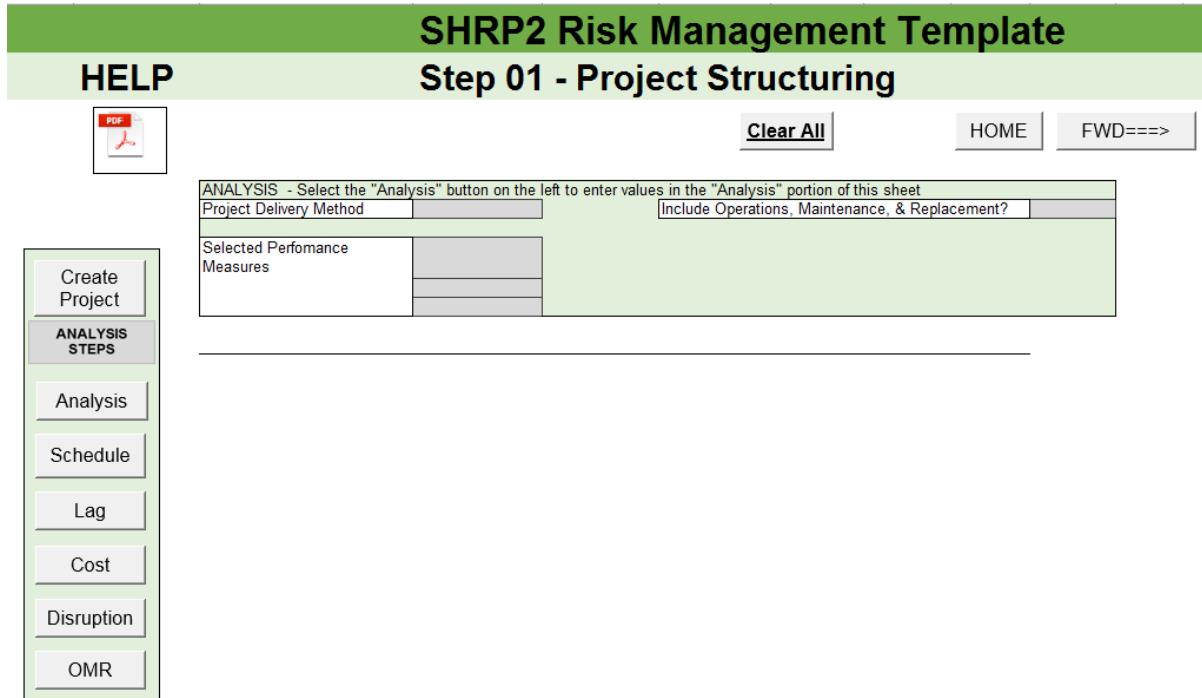 SHRP2 Risk Management Template
HELP
Step 01 - Project Structuring
PDF
Clear All
HOME
FWD===>
ANALYSIS - Select the "Analysis" button on the left to enter values in the "Analysis" portion of this sheet
Project Delivery Method
Include Operations, Maintenance, & Replacement?
Selected Perfomance
Measures
Create
Project
ANALYSIS
STEPS
Analysis
Schedule
Lag
Cost
Disruption
OMR